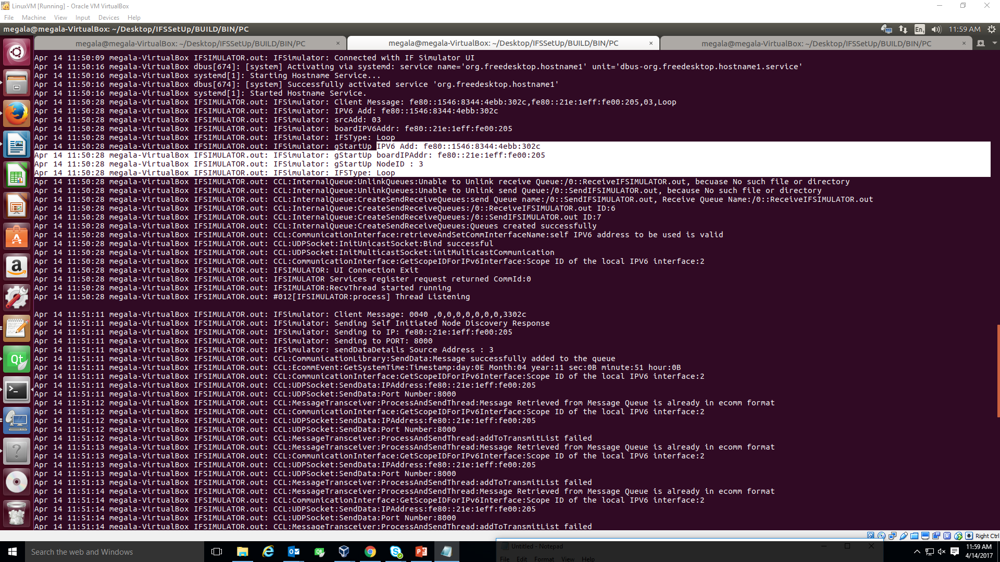 LinuxVM [Running] - Oracle VM VirtualBox
File Machine View Input Devices Help
megala@megala-VirtualBox: ~/Desktop/IFSSetUp/BUILD/BIN/PC
En1 11:59 AM
megala@megala-VirtualBox: ~/Desktop/IFSSetUp/BUILD/BIN/PC × megala@megala-VirtualBox: ~/Desktop/IFSSetUp/BUILD/BIN/PC × megala@megala-VirtualBox: ~/Desktop/IFSSetUp/BUILD/BIN/PC ×
Apr 14 11:50:09 megala-VirtualBox IFSIMULATOR.out: IFSimulator: Connected with IF Simulator UI
Apr 14 11:50:16 megala-VirtualBox dbus[674]: [system] Activating via systemd: service name='org.freedesktop.hostname1' unit='dbus-org.freedesktop.hostname1.service'
Apr 14 11:50:16 megala-VirtualBox systemd[1]: Starting Hostname Service...
Apr 14 11:50:16 megala-VirtualBox dbus[674]: [system] Successfully activated service 'org.freedesktop.hostname1'
Apr 14 11:50:16 megala-VirtualBox systemd[1]: Started Hostname Service.
Apr 14 11:50:28 megala-VirtualBox IFSIMULATOR.out: IFSimulator: Client Message: fe80::1546:8344:4ebb:302c,fe80::21e:1eff:fe00:205,03,Loop
Apr 14 11:50:28 megala-VirtualBox IFSIMULATOR.out: IFSimulator: IPV6 Add: fe80::1546:8344:4ebb:302c
Apr 14 11:50:28 megala-VirtualBox IFSIMULATOR.out: IFSimulator: srcAdd: 03
Apr 14 11:50:28 megala-VirtualBox IFSIMULATOR.out: IFSimulator: boardIPV6Addr: fe80::21e:1eff:fe00:205
Apr 14 11:50:28 megala-VirtualBox IFSIMULATOR.out: IFSimulator: IFSType: Loop
Apr 14 11:50:28 megala-VirtualBox IFSIMULATOR.out: IFSimulator: gStartUp IPV6 Add: fe80::1546:8344:4ebb:302c
Apr 14 11:50:28 megala-VirtualBox IFSIMULATOR.out: IFSimulator: gStartUp boardIPAddr: fe80::21e:1eff:fe00:205
Apr 14 11:50:28 megala-VirtualBox IFSIMULATOR.out: IFSimulator: gStartUp NodeID : 3
Apr 14 11:50:28 megala-VirtualBox IFSIMULATOR.out: IFSimulator: IFSType: Loop
Apr 14 11:50:28 megala-VirtualBox IFSIMULATOR.out: CCL:InternalQueue:UnlinkQueues:Unable to Unlink receive Queue:/0::ReceiveIFSIMULATOR.out, becuase No such file or directory
Apr 14 11:50:28 megala-VirtualBox IFSIMULATOR.out: CCL:InternalQueue:UnlinkQueues:Unable to Unlink send Queue:/0::SendIFSIMULATOR.out, because No such file or directory
Apr 14 11:50:28 megala-VirtualBox IFSIMULATOR.out: CCL:InternalQueue:CreateSendReceiveQueues:send Queue name:/0::SendIFSIMULATOR.out, Receive Queue Name:/0::ReceiveIFSIMULATOR.out
Apr 14 11:50:28 megala-VirtualBox IFSIMULATOR.out: CCL:InternalQueue:CreateSendReceiveQueues:/0::ReceiveIFSIMULATOR.out ID:6
Apr 14 11:50:28 megala-VirtualBox IFSIMULATOR.out: CCL:InternalQueue:CreateSendReceiveQueues:/0::SendIFSIMULATOR.out ID:7
Apr 14 11:50:28 megala-VirtualBox IFSIMULATOR.out: CCL:InternalQueue:CreateSendReceiveQueues:Queues created successfully
Apr 14 11:50:28 megala-VirtualBox IFSIMULATOR.out: CCL:CommunicationInterface:retrieveAndSetCommInterfaceName:self IPV6 address to be used is valid
Apr 14 11:50:28 megala-VirtualBox IFSIMULATOR.out: CCL:UDPSocket:InitUnicastSocket:Bind successful
Apr 14 11:50:28 megala-VirtualBox IFSIMULATOR.out: CCL:UDPSocket:InitMulticastSocket:initMulticastCommunication
Apr 14 11:50:28 megala-VirtualBox IFSIMULATOR.out: CCL:CommunicationInterface:GetScopeIDForIPv6Interface:Scope ID of the local IPV6 interface:2
Apr 14 11:50:28 megala-VirtualBox IFSIMULATOR.out: IFSIMULATOR: UI Connection Exit
Apr 14 11:50:28 megala-VirtualBox IFSIMULATOR.out: IFSIMULATOR Services register request returned CommId:0
Apr 14 11:50:28 megala-VirtualBox IFSIMULATOR.out: IFSIMULATOR:RecvThread started running
Apr 14 11:50:28 megala-VirtualBox IFSIMULATOR.out: #012[IFSIMULATOR:process] Thread Listening
Apr 14 11:51:11 megala-VirtualBox IFSIMULATOR.out: IFSimulator: Client Message: 0040 ,0,0,0,0,0,0,0,3302c
Apr 14 11:51:11 megala-VirtualBox IFSIMULATOR.out: IFSimulator: Sending Self Initiated Node Discovery Response
Apr 14 11:51:11 megala-VirtualBox IFSIMULATOR.out: IFSimulator: Sending to IP: fe80::21e:1eff:fe00:205
Apr 14 11:51:11 megala-VirtualBox IFSIMULATOR.out: IFSimulator: Sending to PORT: 8000
Apr 14 11:51:11 megala-VirtualBox IFSIMULATOR.out: IFSimulator: sendDataDetails Source Address : 3
Apr 14 11:51:11 megala-VirtualBox IFSIMULATOR.out: CCL:CommunicationLibrary:SendData:Message successfully added to the queue
Apr 14 11:51:11 megala-VirtualBox IFSIMULATOR.out: CCL:EcommEvent:GetSystemTime:Timestamp:day:0E Month:04 year:11 sec:0B minute:51 hour:0B
Apr 14 11:51:11 megala-VirtualBox IFSIMULATOR.out: CCL:CommunicationInterface:GetScopeIDForIPv6Interface:Scope ID of the local IPV6 interface:2
Apr 14 11:51:11 megala-VirtualBox IFSIMULATOR.out: CCL:UDPSocket:SendData:IPAddress:fe80::21e:1eff:fe00:205
Apr 14 11:51:11 megala-VirtualBox IFSIMULATOR.out: CCL:UDPSocket:SendData:Port Number:8000
Apr 14 11:51:12 megala-VirtualBox IFSIMULATOR.out: CCL:MessageTransceiver:ProcessAndSendThread:Message Retrieved from Message Queue is already in ecomm format
Apr 14 11:51:12 megala-VirtualBox IFSIMULATOR.out: CCL:CommunicationInterface:GetScopeIDForIPv6Interface:Scope ID of the local IPV6 interface:2
Apr 14 11:51:12 megala-VirtualBox IFSIMULATOR.out: CCL:UDPSocket:SendData:IPAddress:fe80::21e:1eff:fe00:205
Apr 14 11:51:12 megala-VirtualBox IFSIMULATOR.out: CCL:UDPSocket:SendData:Port Number:8000
Apr 14 11:51:12 megala-VirtualBox IFSIMULATOR.out: CCL:MessageTransceiver:ProcessAndSendThread:addToTransmitList failed
Apr 14 11:51:13 megala-VirtualBox IFSIMULATOR.out: CCL:MessageTransceiver:ProcessAndSendThread:Message Retrieved from Message Queue is already in ecomm format
Apr 14 11:51:13 megala-VirtualBox IFSIMULATOR.out: CCL:CommunicationInterface:GetScopeIDForIPv6Interface:Scope ID of the local IPV6 interface:2
Apr 14 11:51:13 megala-VirtualBox IFSIMULATOR.out: CCL:UDPSocket:SendData:IPAddress:fe80::21e:1eff:fe00:205
Apr 14 11:51:13 megala-VirtualBox IFSIMULATOR.out: CCL:UDPSocket:SendData:Port Number:8000
Apr 14 11:51:13 megala-VirtualBox IFSIMULATOR.out: CCL:MessageTransceiver:ProcessAndSendThread:addToTransmitList failed
Apr 14 11:51:14 megala-VirtualBox IFSIMULATOR.out: CCL:MessageTransceiver:ProcessAndSendThread:Message Retrieved from Message Queue is already in ecomm format
Apr 14 11:51:14 megala-VirtualBox IFSIMULATOR.out: CCL:CommunicationInterface:GetScopeIDForIPv6Interface:Scope ID of the local IPV6 interface:2
Apr 14 11:51:14 megala-VirtualBox IFSIMULATOR.out: CCL:UDPSocket:SendData:IPAddress:fe80::21e:1eff:fe00:205
Apr 14 11:51:14 megala-VirtualBox IFSIMULATOR.out: CCL:UDPSocket:SendData:Port Number:8000
Apr 14 11:51:14 megala-VirtualBox IFSIMULATOR.out: CCL:MessageTransceiver:ProcessAndSendThread:addToTransmitList failed
Right Ctrl
Search the web and Windows
Untitled - Notepad
File Edit Format View Help
11:59 AM
4/14/2017